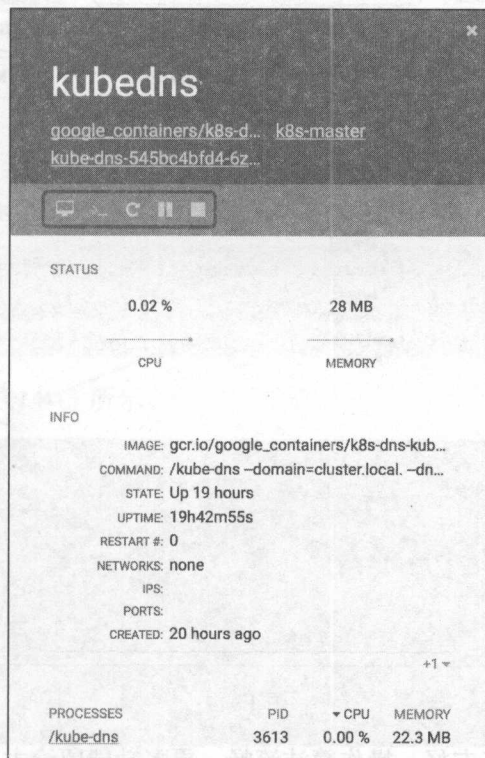 kubedns
google_containers/k8s-d... k8s-master
kube-dns-545bc4bfd4-6z...
STATUS
0.02 % 28 MB
CPU MEMORY
INFO
IMAGE: gcr.io/google_containers/k8s-dns-kub...
COMMAND: /kube-dns –domain=cluster.local. –dn...
STATE: Up 19 hours
UPTIME: 19h42m55s
RESTART #: 0
NETWORKS: none
IPS:
PORTS:
CREATED: 20 hours ago
+1
PROCESSES PID CPU MEMORY
/kube-dns 3613 0.00 % 22.3 MB